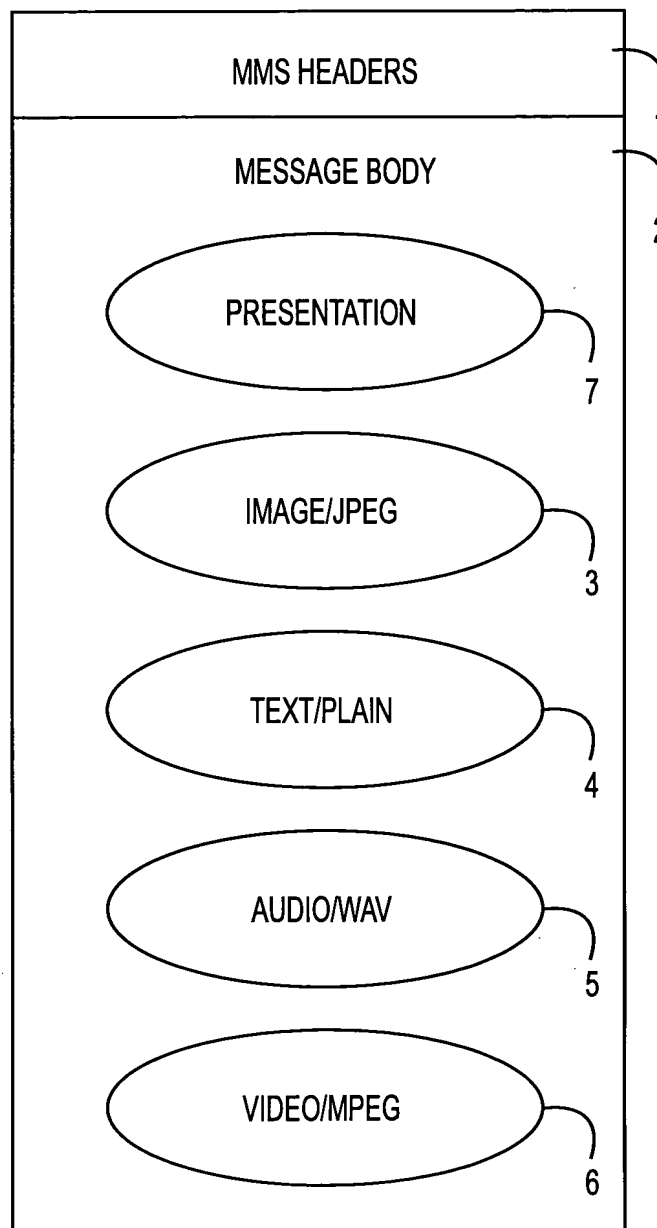 MMS HEADERS
MESSAGE BODY
2
PRESENTATION
7
IMAGE/JPEG
3
TEXT/PLAIN
4
AUDIO/WAV
5
VIDEO/MPEG
6